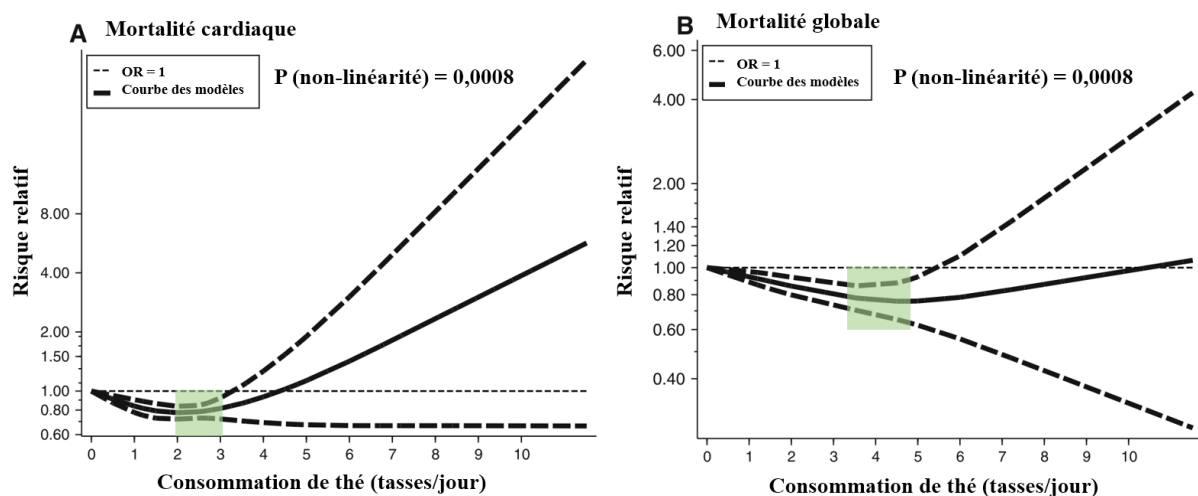 A Mortalité cardiaque
OR = 1
Courbe des modèles
P (non-linéarité) = 0,0008
Risque relatif
8.00
4.00
2.00
1.50
1.00
0.80
0.60
0 1 2 3 4 5 6 7 8 9 10
Consommation de thé (tasses/jour)
B Mortalité globale
OR = 1
Courbe des modèles
P (non-linéarité) = 0,0008
Risque relatif
6.00
4.00
2.00
1.40
1.20
1.00
0.80
0.60
0.40
0 1 2 3 4 5 6 7 8 9 10
Consommation de thé (tasses/jour)